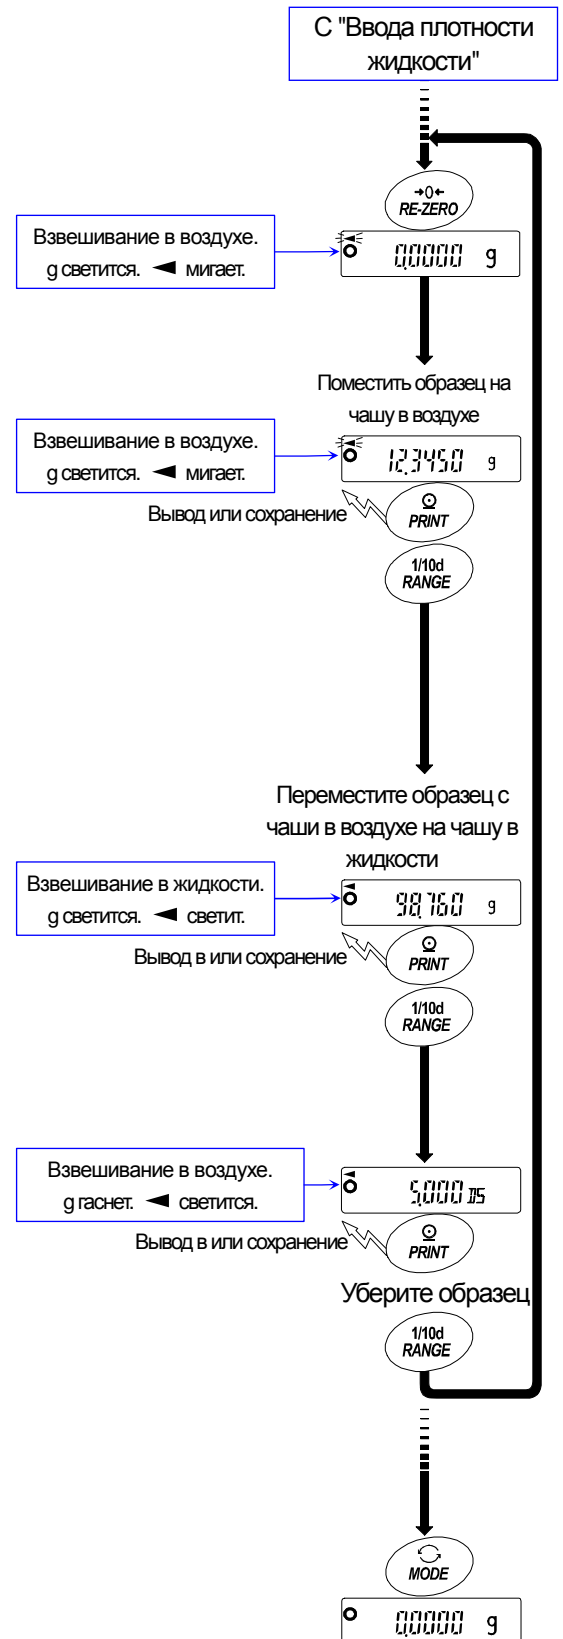 С "Ввода плотности
жидкости"
→0←
RE-ZERO
Взвешивание в воздухе.
g светится. ◄ мигает.
0.0000 g
Поместить образец на
чашу в воздухе
Взвешивание в воздухе.
g светится. ◄ мигает.
12.3450 g
Вывод или сохранение
PRINT
1/10d
RANGE
Переместите образец с
чаши в воздухе на чашу в
жидкости
Взвешивание в жидкости.
g светится. ◄ светит.
98.760 g
Вывод в или сохранение
PRINT
1/10d
RANGE
Взвешивание в воздухе.
g гаснет. ◄ светится.
5.000 DS
Вывод в или сохранение
PRINT
Уберите образец
1/10d
RANGE
MODE
0.0000 g